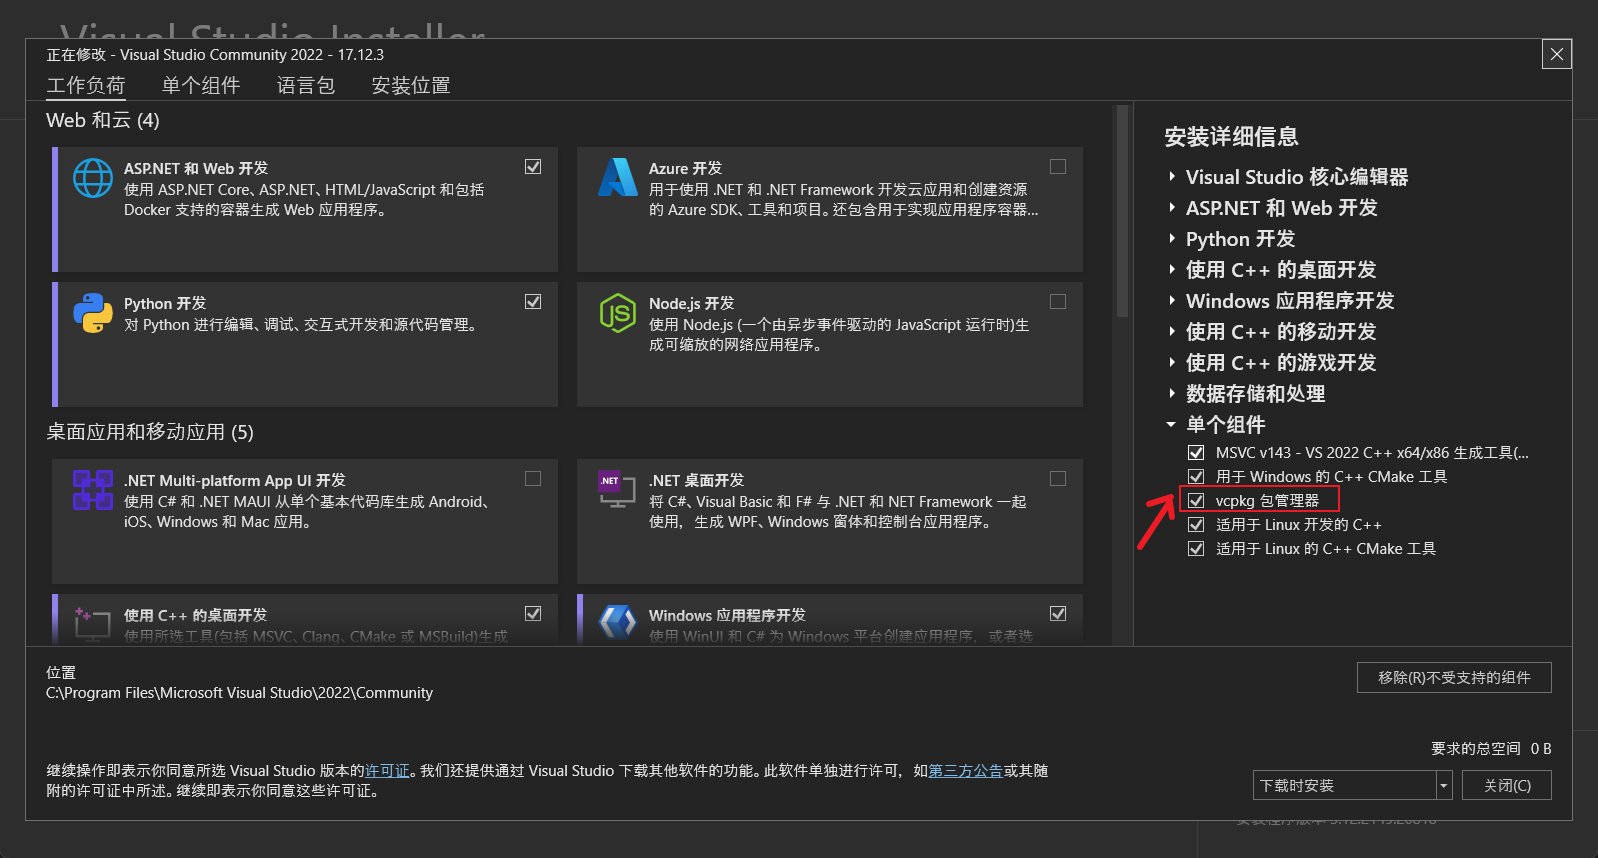 Visual Studio Installer
正在修改 - Visual Studio Community 2022 - 17.12.3
工作负荷 单个组件 语言包 安装位置
Web 和云 (4)
ASP.NET 和 Web 开发
使用 ASP.NET Core、ASP.NET、HTML/JavaScript 和包括
Docker 支持的容器生成 Web 应用程序。
Azure 开发
用于使用 .NET 和 .NET Framework 开发云应用和创建资源
的 Azure SDK、工具和项目。还包含用于实现应用程序容器...
Python 开发
对 Python 进行编辑、调试、交互式开发和源代码管理。
Node.js 开发
使用 Node.js (一个由异步事件驱动的 JavaScript 运行时)生
成可缩放的网络应用程序。
桌面应用和移动应用 (5)
.NET Multi-platform App UI 开发
使用 C# 和 .NET MAUI 从单个基本代码库生成 Android、
iOS、Windows 和 Mac 应用。
.NET
.NET 桌面开发
将 C#、Visual Basic 和 F# 与 .NET 和 NET Framework 一起
使用，生成 WPF、Windows 窗体和控制台应用程序。
使用 C++ 的桌面开发
使用所选工具(包括 MSVC、Clang、CMake 或 MSBuild)生成
Windows 应用程序开发
使用 WinUI 和 C# 为 Windows 平台创建应用程序，或者选
安装详细信息
Visual Studio 核心编辑器
ASP.NET 和 Web 开发
Python 开发
使用 C++ 的桌面开发
Windows 应用程序开发
使用 C++ 的移动开发
使用 C++ 的游戏开发
数据存储和处理
单个组件
MSVC v143 - VS 2022 C++ x64/x86 生成工具(...
用于 Windows 的 C++ CMake 工具
vcpkg 包管理器
适用于 Linux 开发的 C++
适用于 Linux 的 C++ CMake 工具
位置
C:\Program Files\Microsoft Visual Studio\2022\Community
移除(R)不受支持的组件
要求的总空间 0 B
继续操作即表示你同意所选 Visual Studio 版本的许可证。我们还提供通过 Visual Studio 下载其他软件的功能。此软件单独进行许可，如第三方公告或其随
附的许可证中所述。继续即表示你同意这些许可证。
下载时安装
关闭(C)